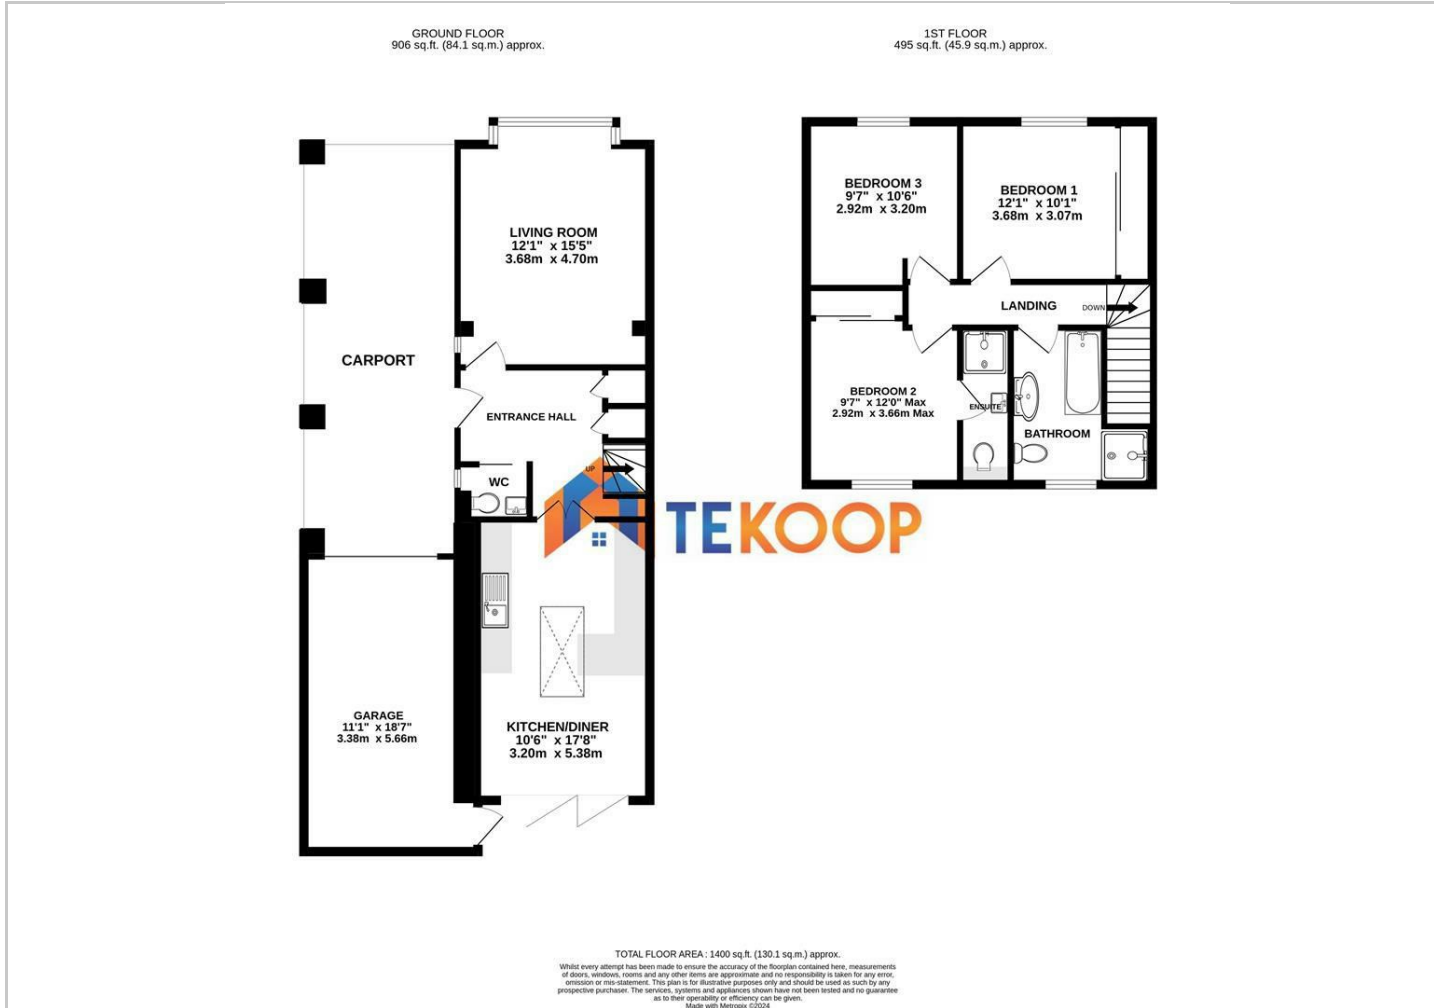 GROUND FLOOR
906 sq.ft. (84.1 sq.m.) approx.
1ST FLOOR
495 sq.ft. (45.9 sq.m.) approx.
LIVING ROOM
12'1" x 15'5"
3.68m x 4.70m
CARPORT
ENTRANCE HALL
UP
WC
KITCHEN/DINER
10'6" x 17'8"
3.20m x 5.38m
GARAGE
11'1" x 18'7"
3.38m x 5.66m
BEDROOM 3
9'7" x 10'6"
2.92m x 3.20m
BEDROOM 1
12'1" x 10'1"
3.68m x 3.07m
LANDING
DOWN
BEDROOM 2
9'7" x 12'0" Max
2.92m x 3.66m Max
ENSUITE
BATHROOM
TEKOOP
TOTAL FLOOR AREA : 1400 sq.ft. (130.1 sq.m.) approx.
Whilst every attempt has been made to ensure the accuracy of the floorplan contained here, measurements
of doors, windows, rooms and any other items are approximate and no responsibility is taken for any error,
omission or mis-statement. This plan is for illustrative purposes only and should be used as such by any
prospective purchaser. The services, systems and appliances shown have not been tested and no guarantee
as to their operability or efficiency can be given.
Made with Metropix ©2024